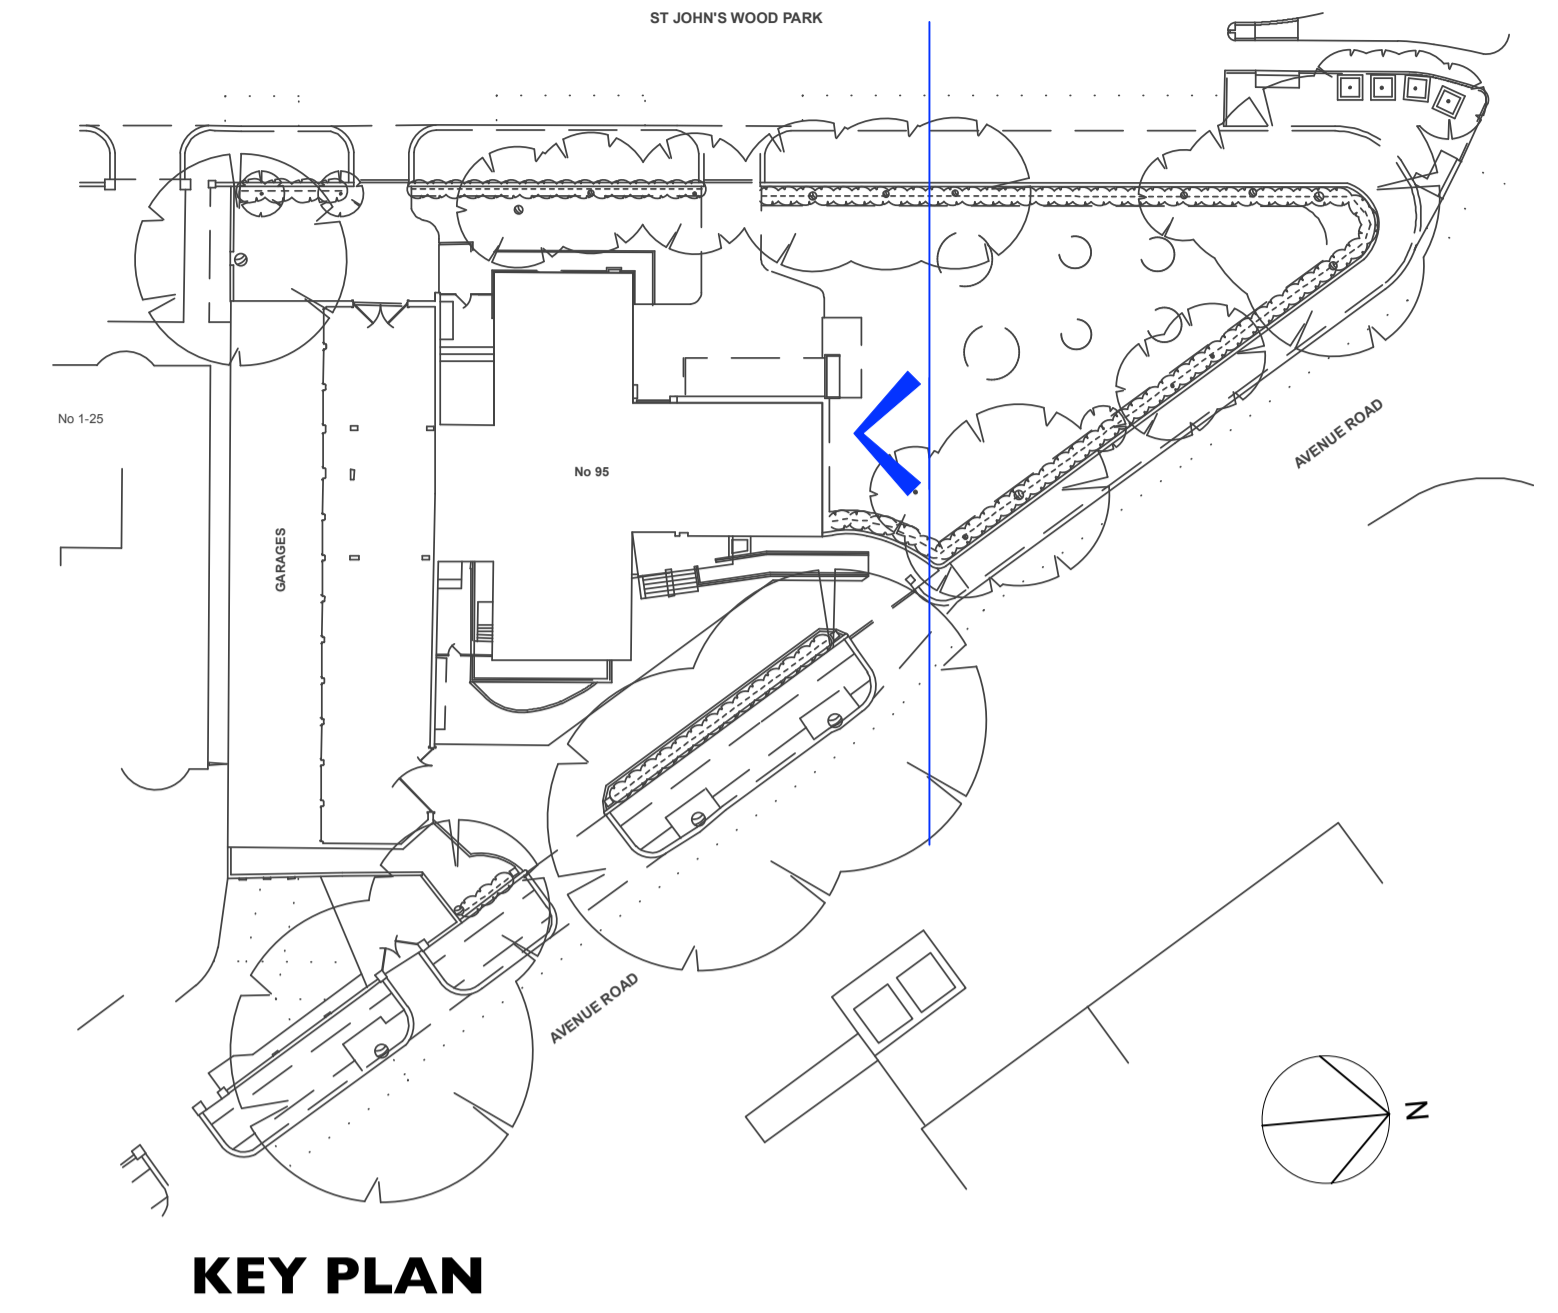 ST JOHN'S WOOD PARK
No 1-25
AVENUE ROAD
No 95
GARAGES
AVENUE ROAD
N
KEY PLAN